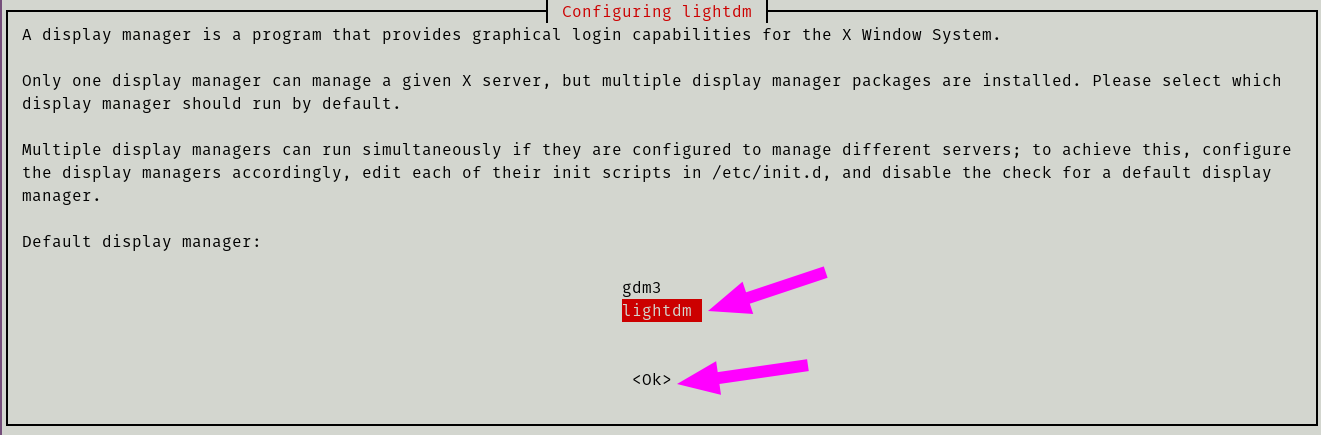 Configuring lightdm
A display manager is a program that provides graphical login capabilities for the X Window System.
Only one display manager can manage a given X server, but multiple display manager packages are installed. Please select which
display manager should run by default.
Multiple display managers can run simultaneously if they are configured to manage different servers; to achieve this, configure
the display managers accordingly, edit each of their init scripts in /etc/init.d, and disable the check for a default display
manager.
Default display manager:
gdm3
lightdm
<Ok>